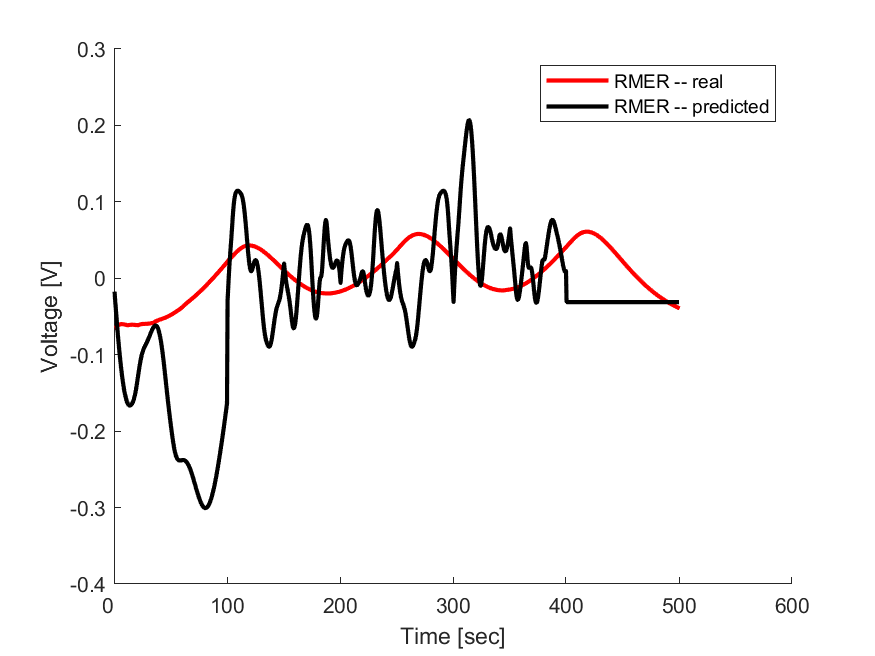 0.3
0.2
0.1
0
-0.1
-0.2
-0.3
-0.4
Voltage [V]
RMER -- real
RMER -- predicted
0 100 200 300 400 500 600
Time [sec]